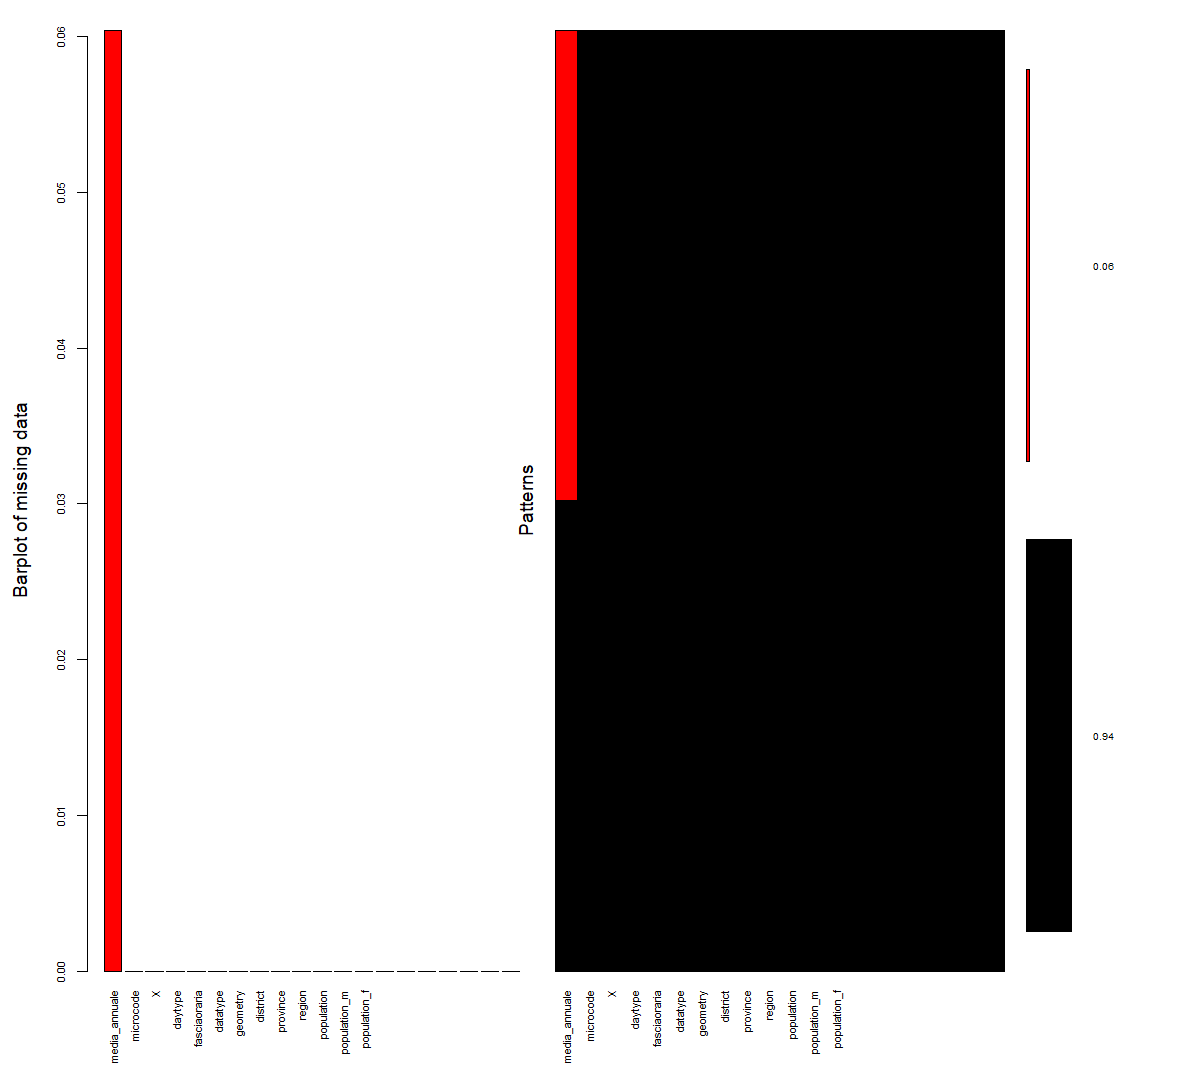 Barplot of missing data
0.06
0.05
0.04
0.03
0.02
0.01
0.00
media_annuale
microcode
X
daytype
fasciaoraria
datatype
geometry
district
province
region
population
population_m
population_f
Patterns
media_annuale
microcode
X
daytype
fasciaoraria
datatype
geometry
district
province
region
population
population_m
population_f
0.06
0.94